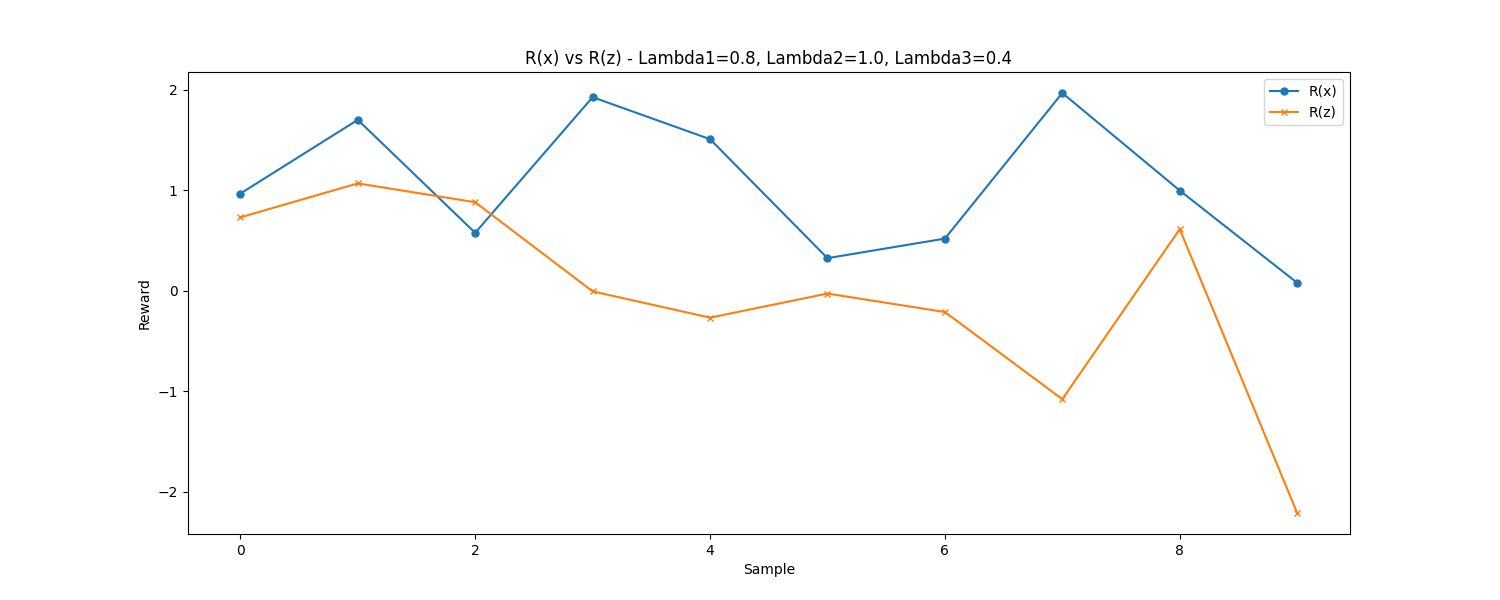 R(x) vs R(z) - Lambda1=0.8, Lambda2=1.0, Lambda3=0.4
R(x)
R(z)
2
1
0
−1
−2
Reward
0
2
4
6
8
Sample